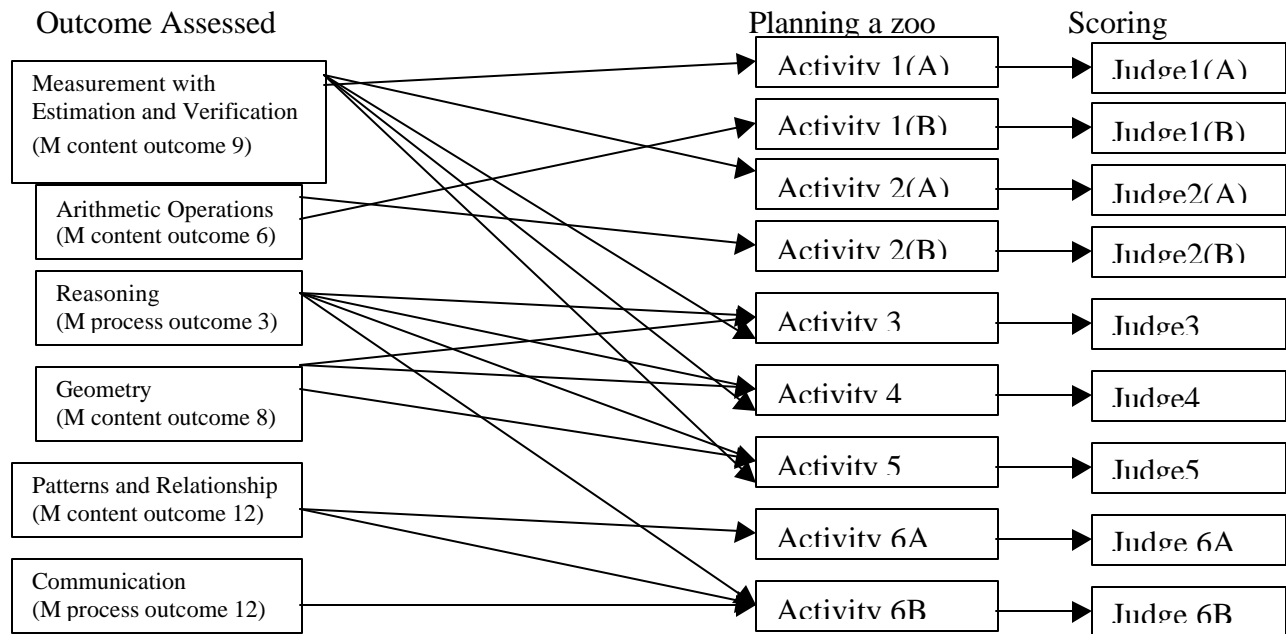 Outcome Assessed
Planning a zoo
Scoring
Measurement with
Estimation and Verification
(M content outcome 9)
Arithmetic Operations
(M content outcome 6)
Reasoning
(M process outcome 3)
Geometry
(M content outcome 8)
Patterns and Relationship
(M content outcome 12)
Communication
(M process outcome 12)
Activity 1(A)
Activity 1(B)
Activity 2(A)
Activity 2(B)
Activity 3
Activity 4
Activity 5
Activity 6A
Activity 6B
Judge1(A)
Judge1(B)
Judge2(A)
Judge2(B)
Judge3
Judge4
Judge5
Judge 6A
Judge 6B